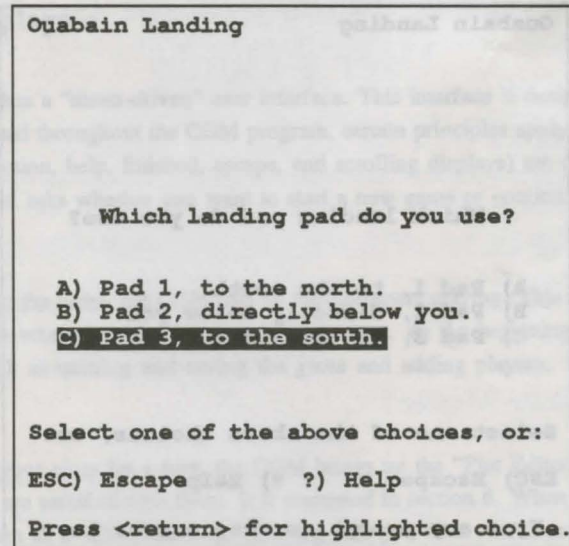 Ouabain Landing
Which landing pad do you use?
A) Pad 1, to the north.
B) Pad 2, directly below you.
C) Pad 3, to the south.
Select one of the above choices, or:
ESC) Escape ?) Help
Press <return> for highlighted choice.